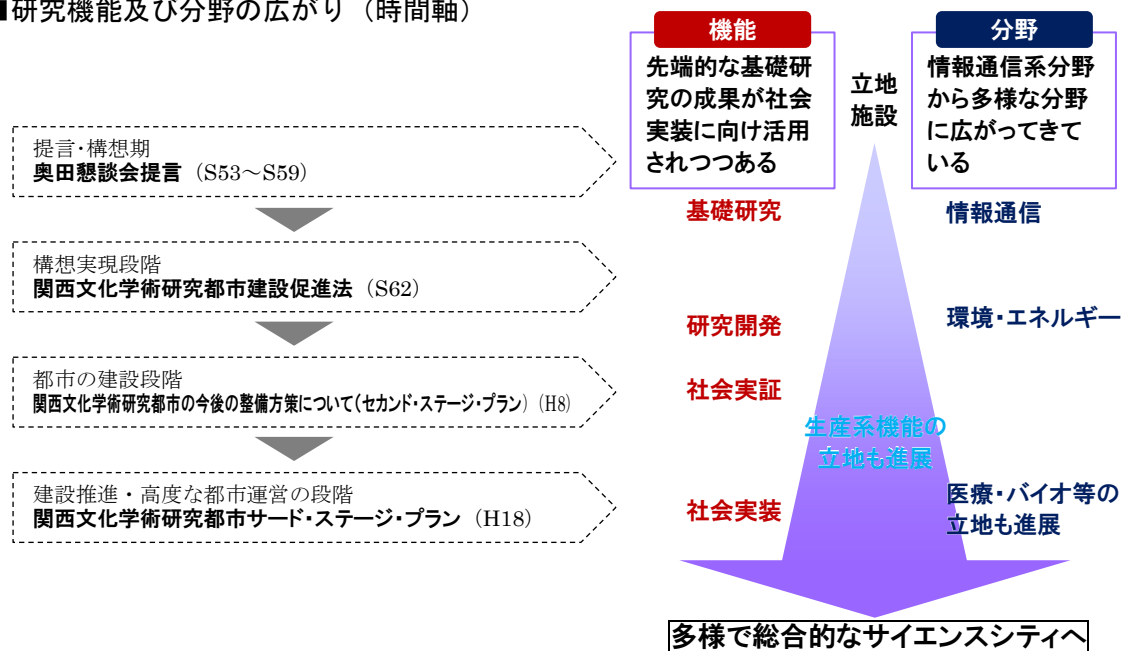 ■研究機能及び分野の広がり（時間軸）
提言･構想期
奥田懇談会提言（S53～S59）
構想実現段階
関西文化学術研究都市建設促進法（S62）
都市の建設段階
関西文化学術研究都市の今後の整備方策について(セカンド・ステージ・プラン）(H8)
建設推進・高度な都市運営の段階
関西文化学術研究都市サード・ステージ・プラン（H18）
機能
先端的な基礎研
究の成果が社会
実装に向け活用
されつつある
立地
施設
分野
情報通信系分野
から多様な分野
に広がってきて
いる
基礎研究
情報通信
研究開発
環境・エネルギー
社会実証
生産系機能の
立地も進展
社会実装
医療・バイオ等の
立地も進展
多様で総合的なサイエンスシティへ